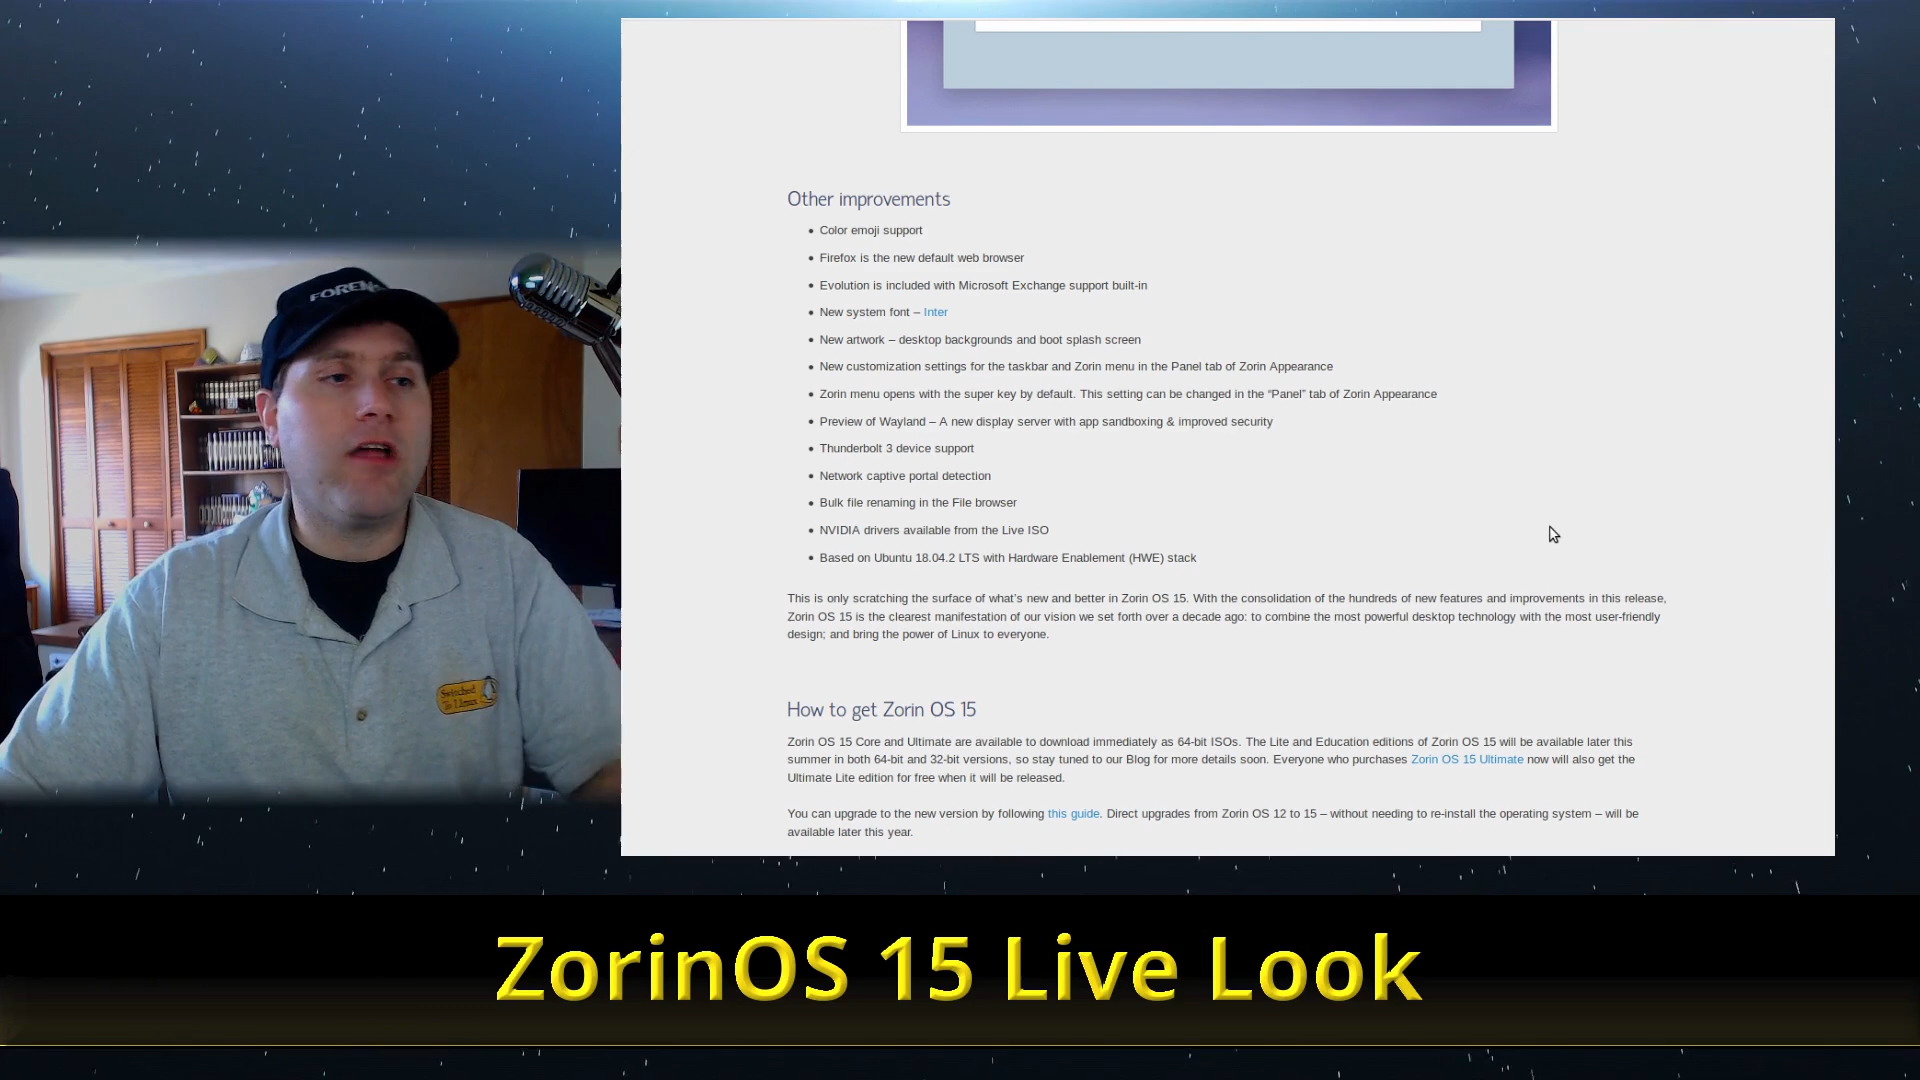 Other improvements
• Color emoji support
• Firefox is the new default web browser
• Evolution is included with Microsoft Exchange support built-in
• New system font – Inter
• New artwork – desktop backgrounds and boot splash screen
• New customization settings for the taskbar and Zorin menu in the Panel tab of Zorin Appearance
• Zorin menu opens with the super key by default. This setting can be changed in the “Panel” tab of Zorin Appearance
• Preview of Wayland – A new display server with app sandboxing & improved security
• Thunderbolt 3 device support
• Network captive portal detection
• Bulk file renaming in the File browser
• NVIDIA drivers available from the Live ISO
• Based on Ubuntu 18.04.2 LTS with Hardware Enablement (HWE) stack
This is only scratching the surface of what’s new and better in Zorin OS 15. With the consolidation of the hundreds of new features and improvements in this release,
Zorin OS 15 is the clearest manifestation of our vision we set forth over a decade ago: to combine the most powerful desktop technology with the most user-friendly
design; and bring the power of Linux to everyone.
How to get Zorin OS 15
Zorin OS 15 Core and Ultimate are available to download immediately as 64-bit ISOs. The Lite and Education editions of Zorin OS 15 will be available later this
summer in both 64-bit and 32-bit versions, so stay tuned to our Blog for more details soon. Everyone who purchases Zorin OS 15 Ultimate now will also get the
Ultimate Lite edition for free when it will be released.
You can upgrade to the new version by following this guide. Direct upgrades from Zorin OS 12 to 15 – without needing to re-install the operating system – will be
available later this year.
Switched
To Linux
ZorinOS 15 Live Look